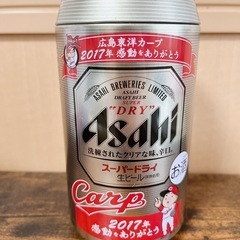 広島東洋カープ
2017年 感動をありがとう
ASAHI BREWERIES LIMITED
ASAHI
DRAFT BEER
SUPER
"DRY"
Asahi
洗練されたクリアな味、辛口。
スーパードライ
生ビール
お酒
Carp
2017年
感動をありがとう